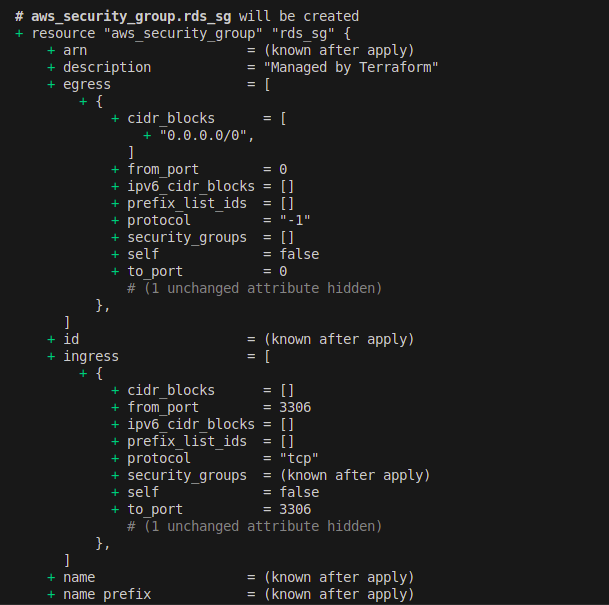 # aws_security_group.rds_sg will be created
+ resource "aws_security_group" "rds_sg" {
    + arn                    = (known after apply)
    + description            = "Managed by Terraform"
    + egress                 = [
        + {
            + cidr_blocks      = [
                + "0.0.0.0/0",
              ]
            + from_port        = 0
            + ipv6_cidr_blocks = []
            + prefix_list_ids  = []
            + protocol         = "-1"
            + security_groups  = []
            + self             = false
            + to_port          = 0
              # (1 unchanged attribute hidden)
          },
      ]
    + id                     = (known after apply)
    + ingress                = [
        + {
            + cidr_blocks      = []
            + from_port        = 3306
            + ipv6_cidr_blocks = []
            + prefix_list_ids  = []
            + protocol         = "tcp"
            + security_groups  = (known after apply)
            + self             = false
            + to_port          = 3306
              # (1 unchanged attribute hidden)
          },
      ]
    + name                   = (known after apply)
    + name_prefix            = (known after apply)